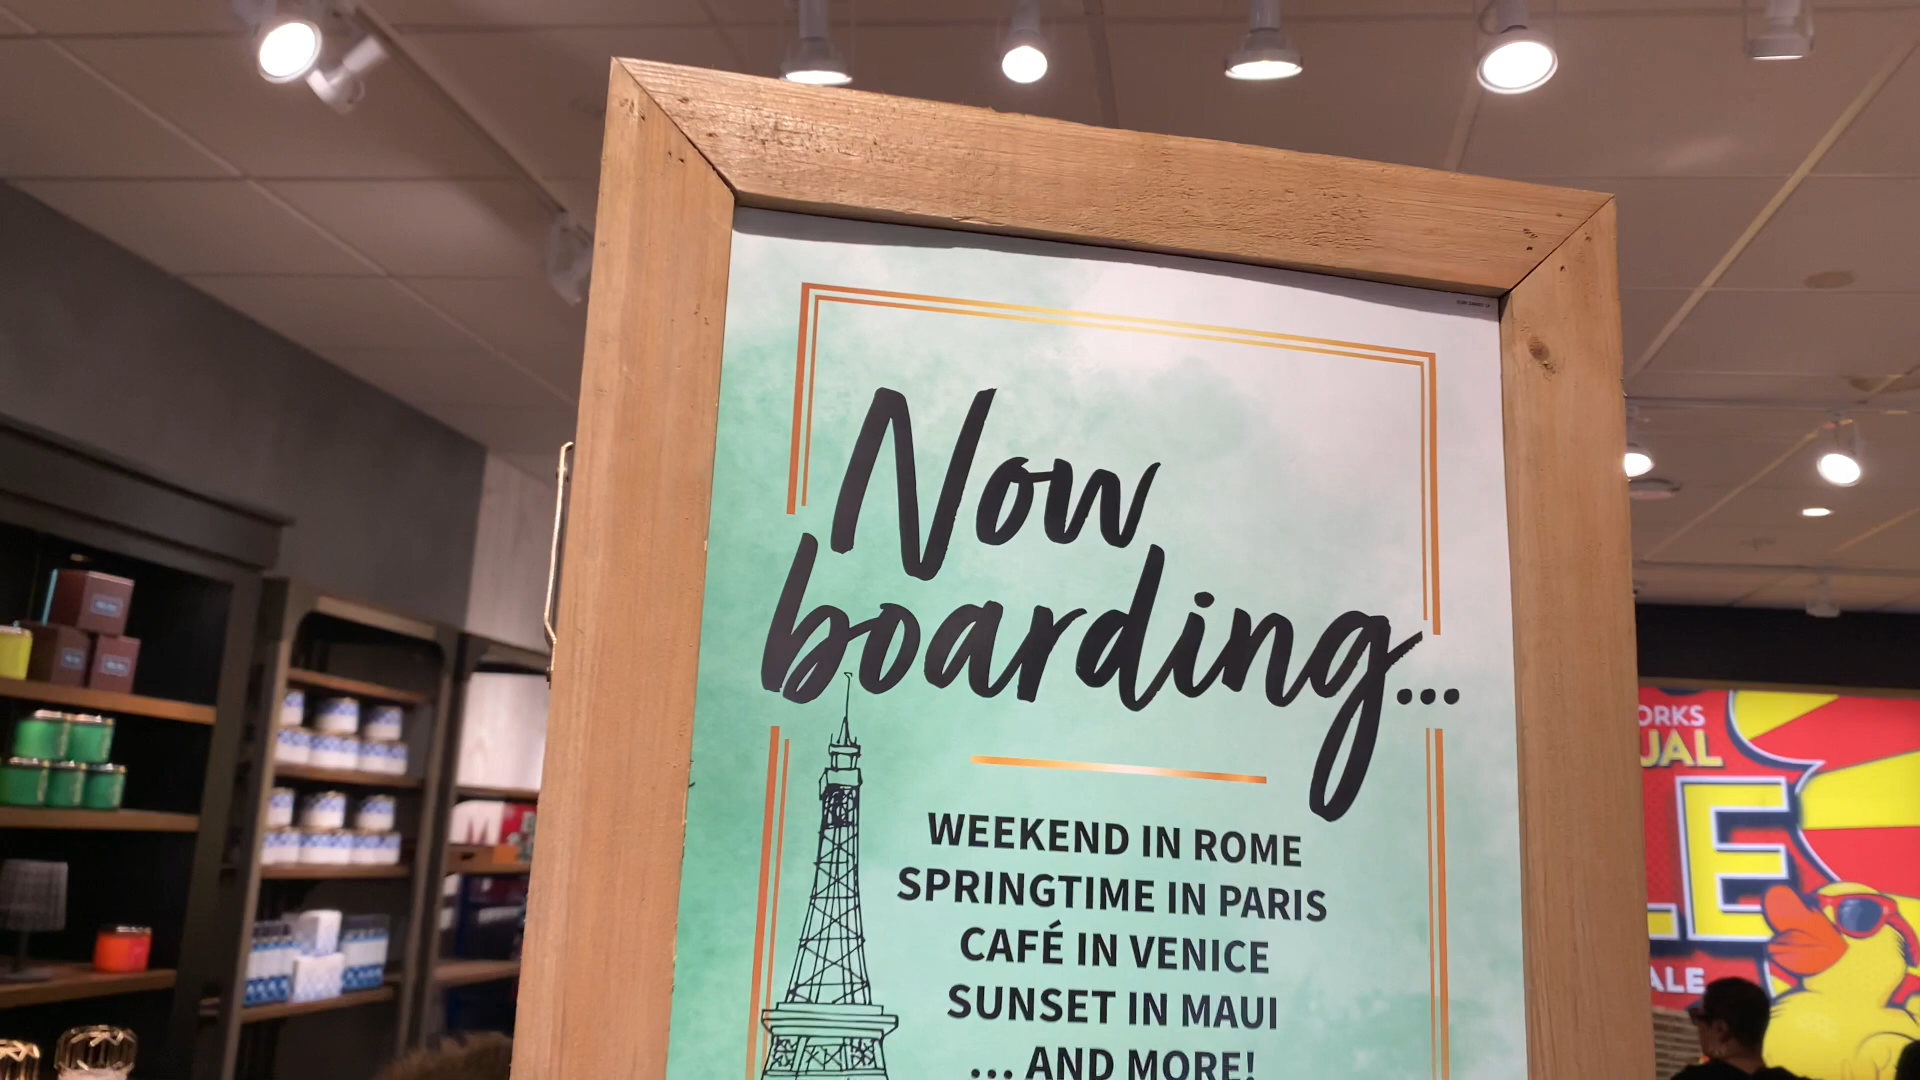 Now
boarding...
WEEKEND IN ROME
SPRINGTIME IN PARIS
CAFÉ IN VENICE
SUNSET IN MAUI
... AND MORE!
ORKS
UAL
LE
ALE